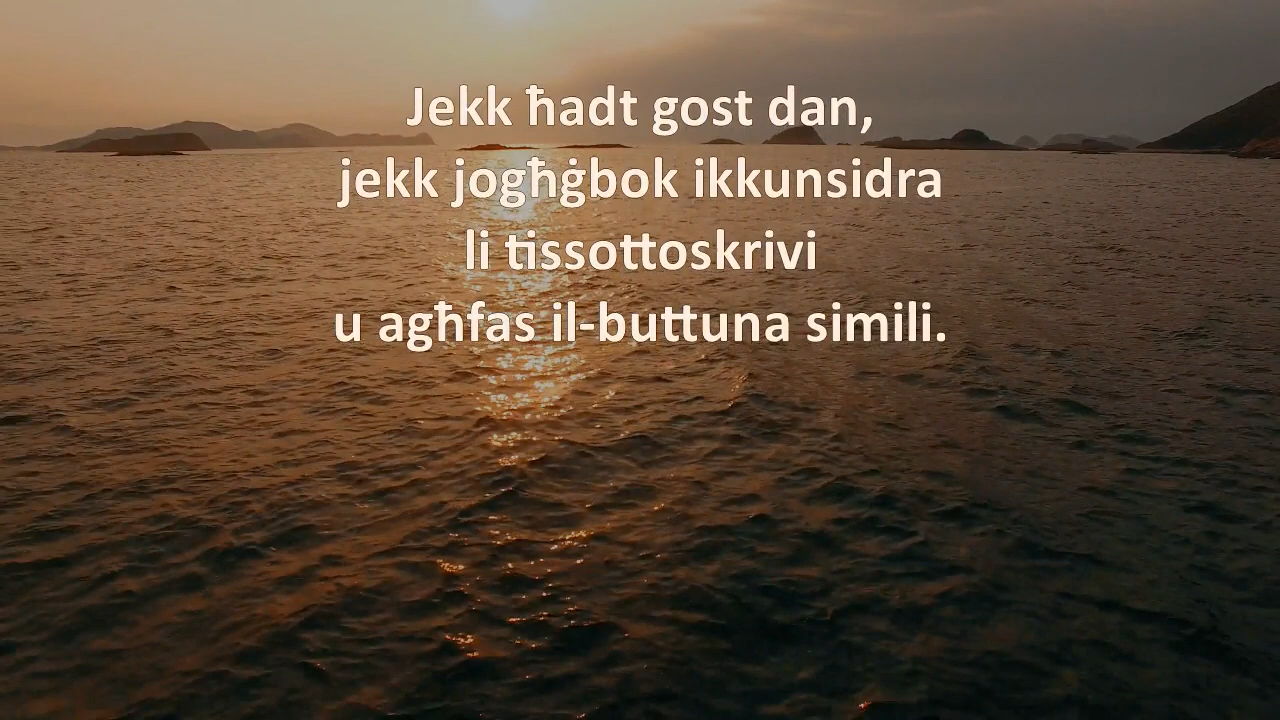 Jekk ħadt gost dan,
jekk jogħġbok ikkunsidra
li tissottoskrivi
u agħfas il-buttuna simili.